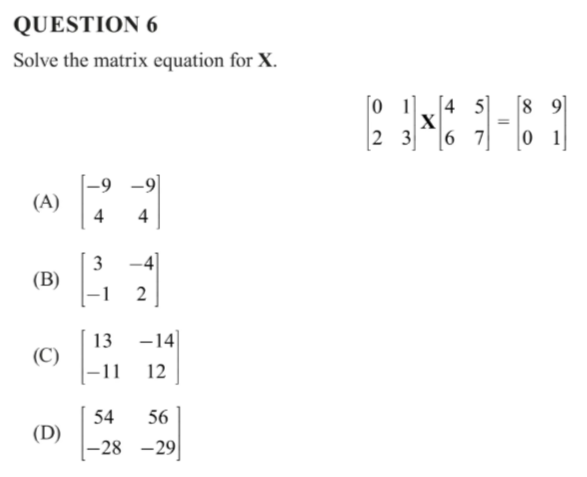 QUESTION 6
Solve the matrix equation for X.
[0 1] X [4 5] = [8 9]
[2 3] [6 7] [0 1]
(A) [−9 −9]
[4 4]
(B) [3 −4]
[−1 2]
(C) [13 −14]
[−11 12]
(D) [54 56]
[−28 −29]